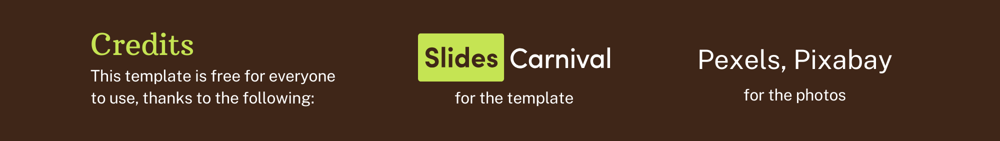 Credits
This template is free for everyone
to use, thanks to the following:
Slides Carnival
for the template
Pexels, Pixabay
for the photos